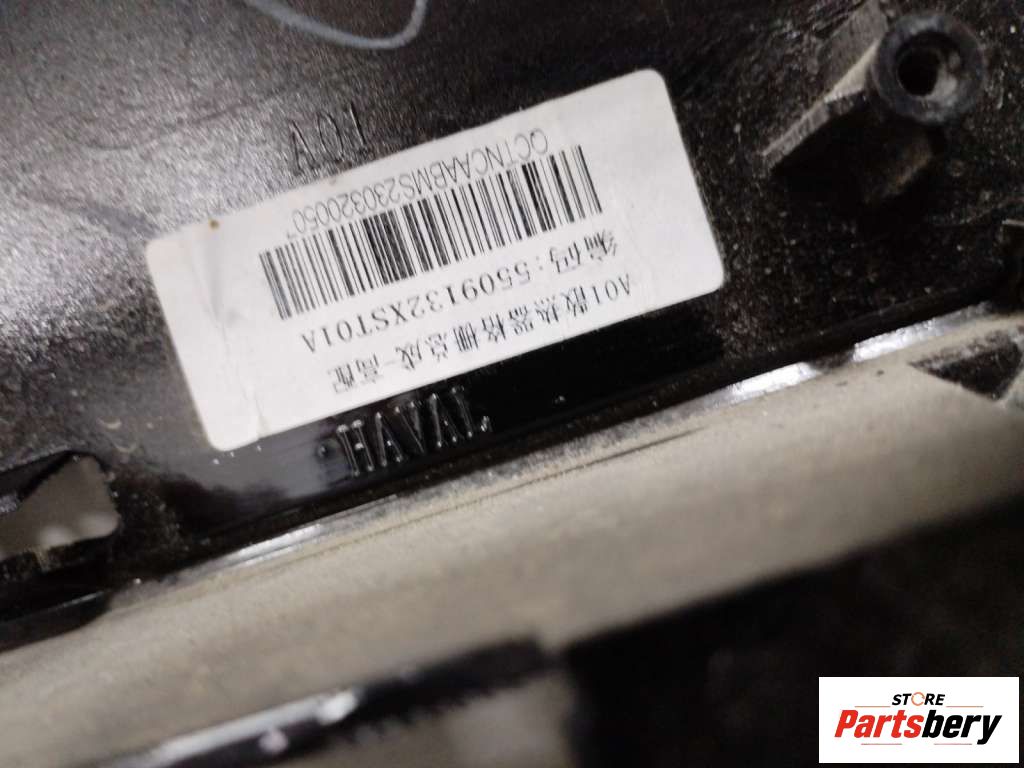 A01
QCTNCAABMS230320050
编码:5509132XST01A
A01散热器格栅总成-高配
HAVAL
STORE
Partsbery